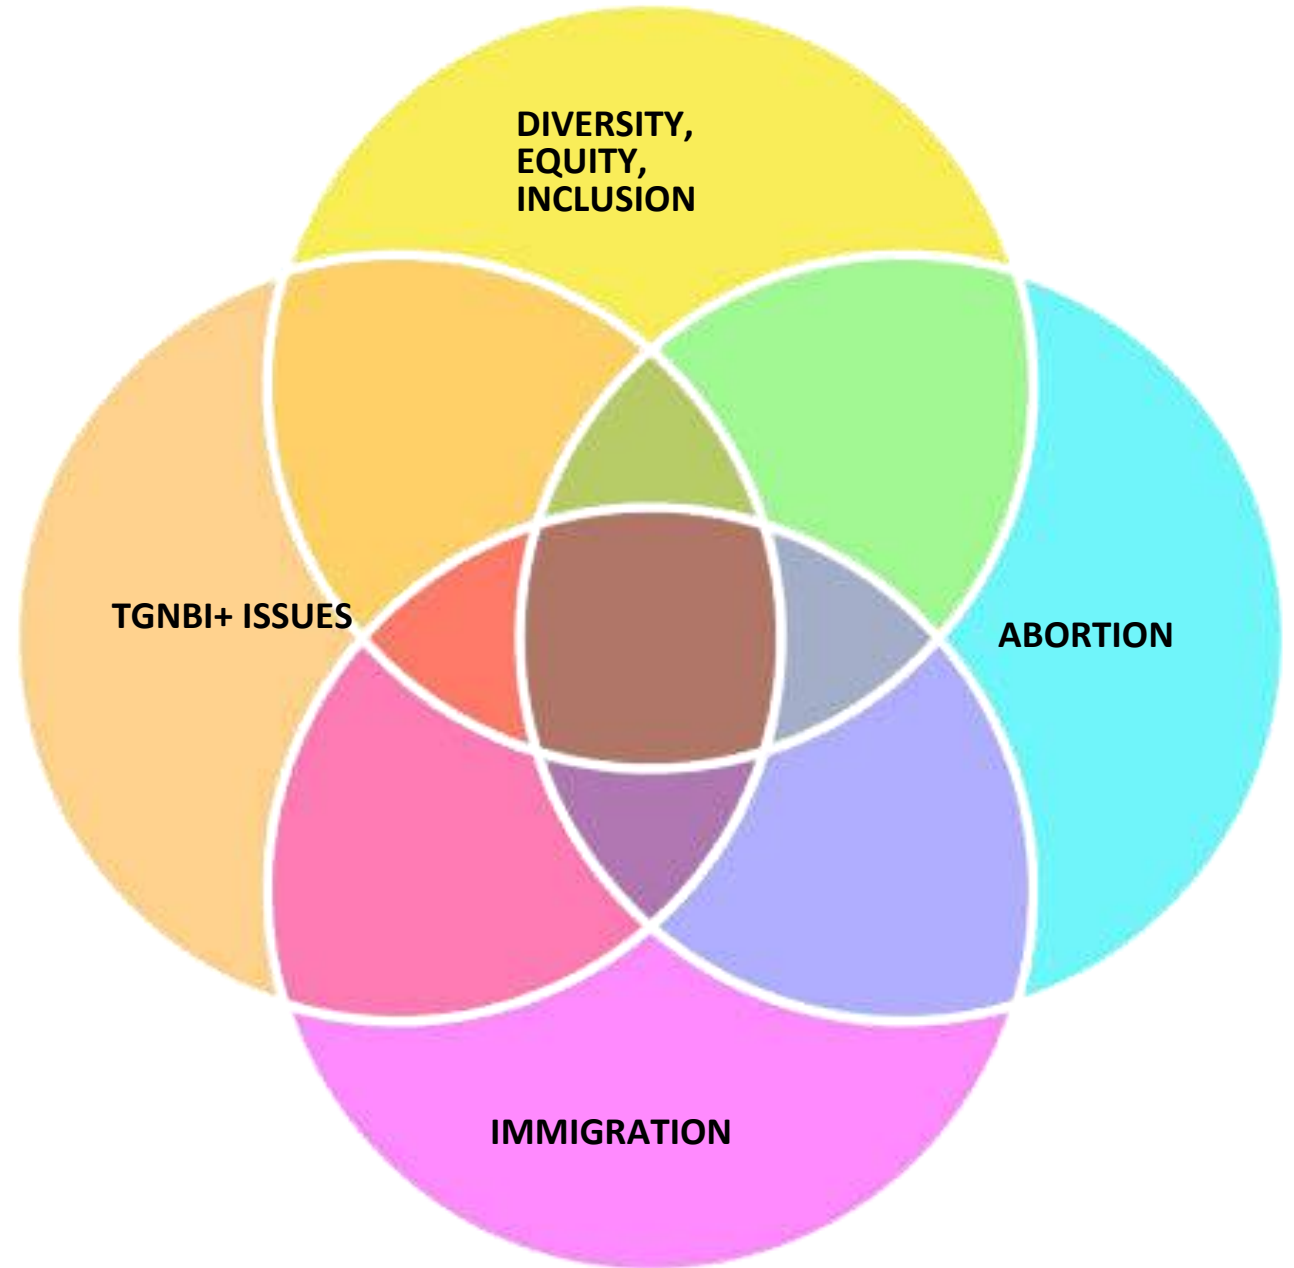 DIVERSITY,
EQUITY,
INCLUSION
TGNBI+ ISSUES
ABORTION
IMMIGRATION